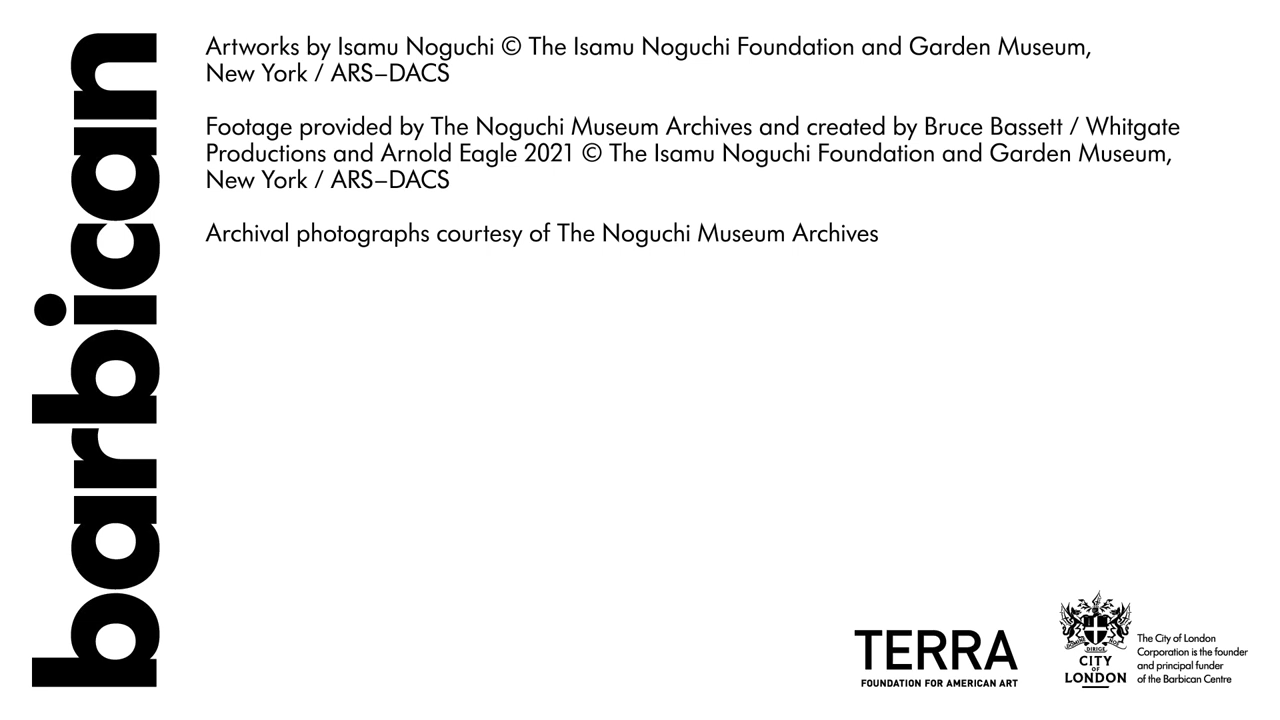 barbican
Artworks by Isamu Noguchi © The Isamu Noguchi Foundation and Garden Museum,
New York / ARS–DACS
Footage provided by The Noguchi Museum Archives and created by Bruce Bassett / Whitgate
Productions and Arnold Eagle 2021 © The Isamu Noguchi Foundation and Garden Museum,
New York / ARS–DACS
Archival photographs courtesy of The Noguchi Museum Archives
TERRA
FOUNDATION FOR AMERICAN ART
DIRIGE
CITY
OF
LONDON
The City of London
Corporation is the founder
and principal funder
of the Barbican Centre